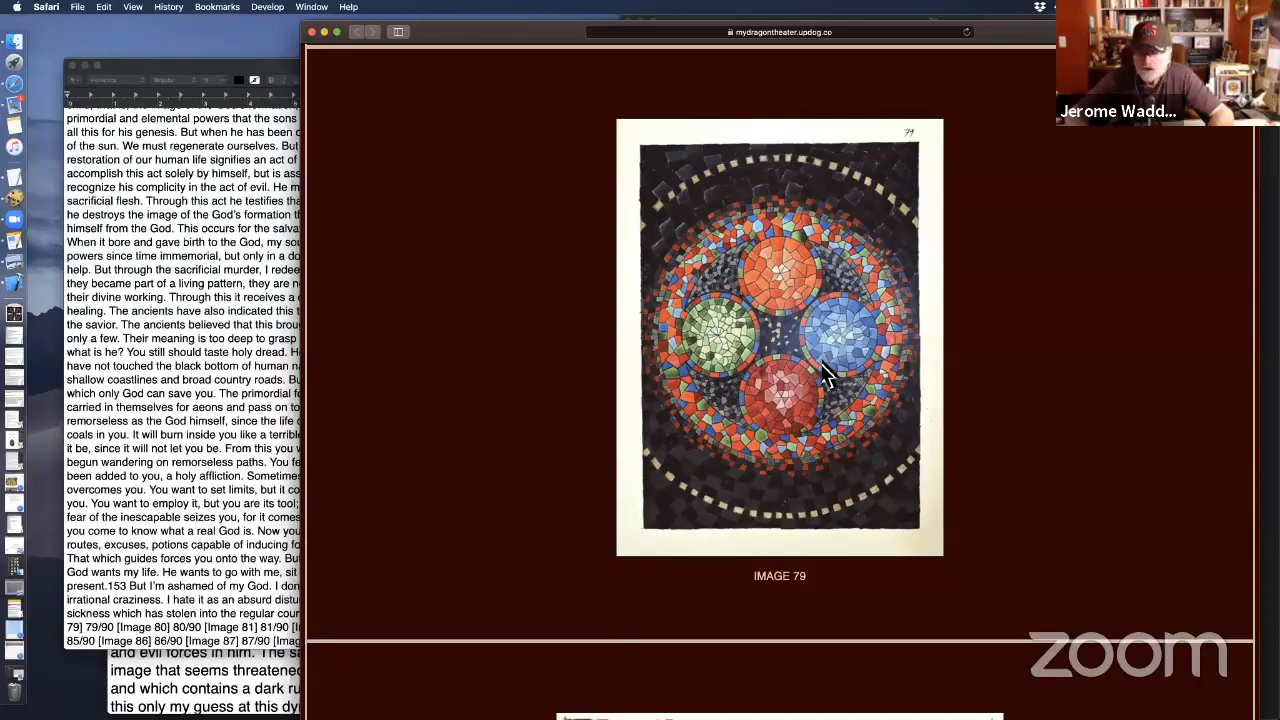 Safari File Edit View History Bookmarks Develop Window Help
mydragontheater.updog.co
Jerome Wadd...
primordial and elemental powers that the sons
all this for his genesis. But when he has been
of the sun. We must regenerate ourselves. But
restoration of our human life signifies an act of
accomplish this act solely by himself, but is ass
recognize his complicity in the act of evil. He m
sacrificial flesh. Through this act he testifies tha
he destroys the image of the God's formation
himself from the God. This occurs for the salva
When it bore and gave birth to the God, my sou
powers since time immemorial, but only in a do
help. But through the sacrificial murder, I redee
they became part of a living pattern, they are n
their divine working. Through this it receives a
healing. The ancients have also indicated this t
the savior. The ancients believed that this brou
only a few. Their meaning is too deep to grasp
what is he? You still should taste holy dread. H
have not touched the black bottom of human n
shallow coastlines and broad country roads. Bu
which only God can save you. The primordial fo
carried in themselves for aeons and pass on to
remorseless as the God himself, since the life
coals in you. It will burn inside you like a terrible
it be, since it will not let you be. From this you
begun wandering on remorseless paths. You fe
been added to you, a holy affliction. Sometimes
overcomes you. You want to set limits, but it co
you. You want to employ it, but you are its tool;
fear of the inescapable seizes you, for it comes
you come to know what a real God is. Now you
routes, excuses, potions capable of inducing fo
That which guides forces you onto the way. But
God wants my life. He wants to go with me, sit
present.153 But I'm ashamed of my God. I don
irrational craziness. I hate it as an absurd distu
sickness which has stolen into the regular cour
79] 79/90 [Image 80] 80/90 [Image 81] 81/90 [I
85/90 [Image 86] 86/90 [Image 87] 87/90 [Ima
and evil forces in him. The sa
image that seems threatened
and which contains a dark ru
this only my guess at this dy
79
IMAGE 79
zoom